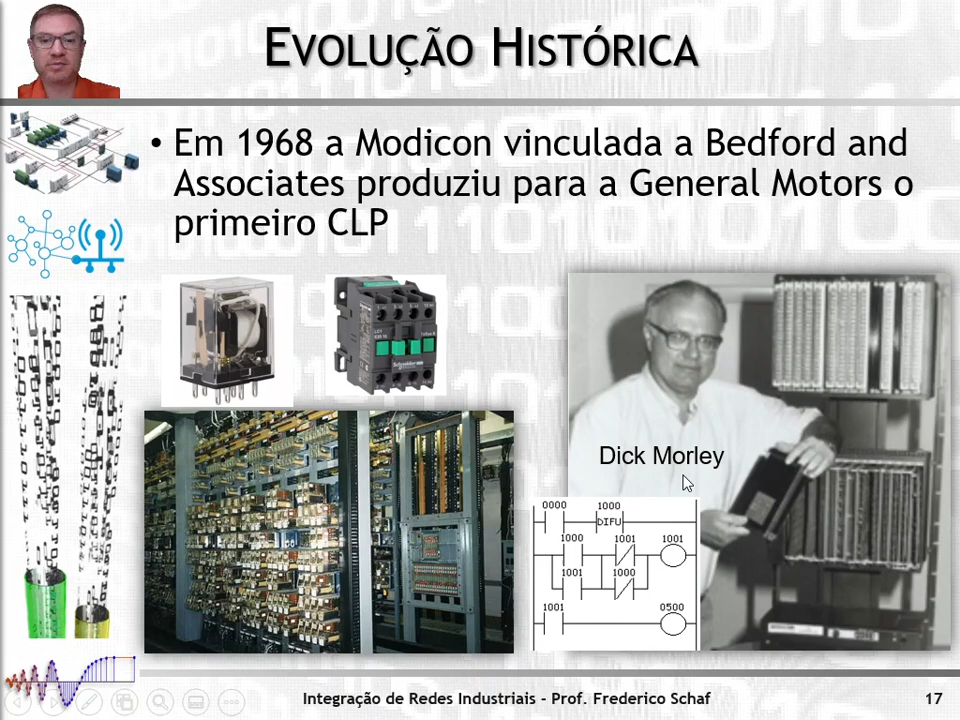 EVOLUÇÃO HISTÓRICA
• Em 1968 a Modicon vinculada a Bedford and
Associates produziu para a General Motors o
primeiro CLP
Dick Morley
0000 1000
DIFU
1000 1001 1001
1001 1000
1001 0500
Integração de Redes Industriais - Prof. Frederico Schaf 17